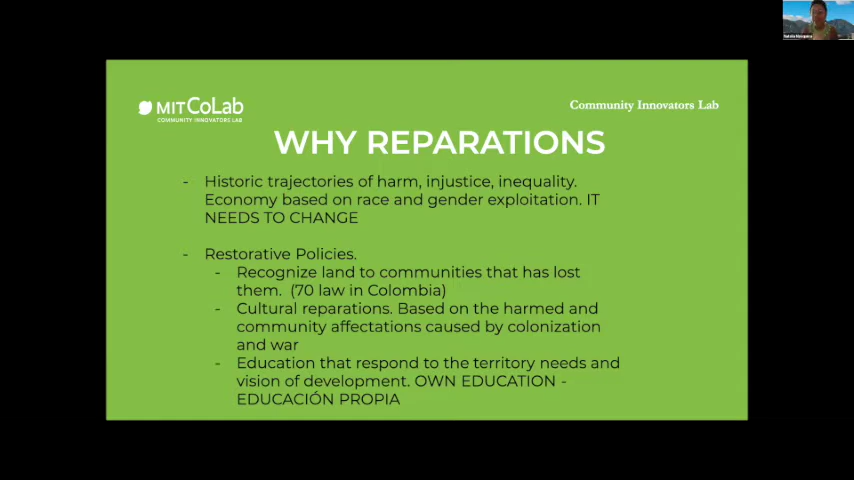 MIT CoLab
COMMUNITY INNOVATORS LAB
Community Innovators Lab
WHY REPARATIONS
- Historic trajectories of harm, injustice, inequality.
Economy based on race and gender exploitation. IT
NEEDS TO CHANGE
- Restorative Policies.
- Recognize land to communities that has lost
them. (70 law in Colombia)
- Cultural reparations. Based on the harmed and
community affectations caused by colonization
and war
- Education that respond to the territory needs and
vision of development. OWN EDUCATION -
EDUCACIÓN PROPIA